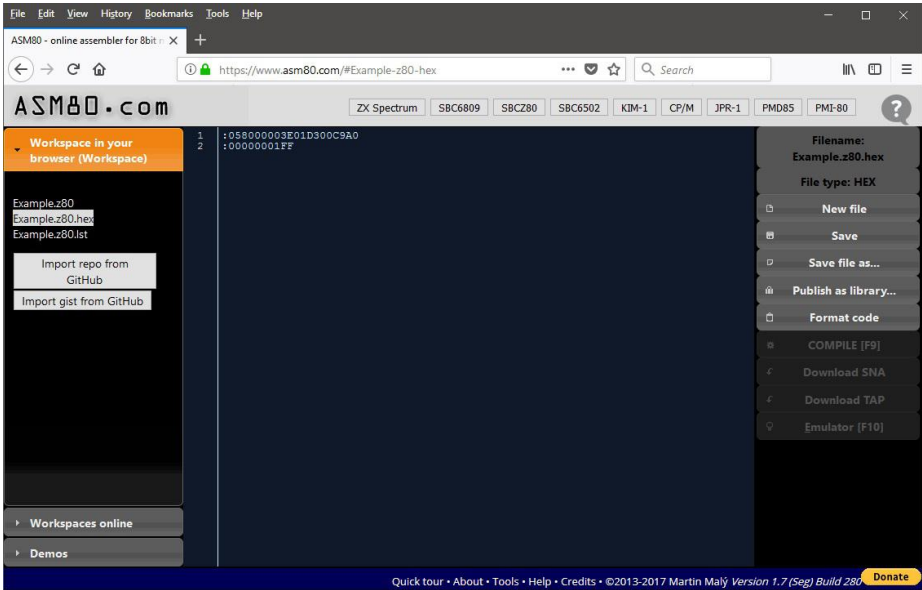 File Edit View History Bookmarks Tools Help
ASM80 - online assembler for 8bit
https://www.asm80.com/#Example-z80-hex
Search
ASM80.com
ZX Spectrum SBC6809 SBCZ80 SBC6502 KIM-1 CP/M JPR-1 PMD85 PMI-80 ?
Workspace in your
browser (Workspace)
Example.z80
Example.z80.hex
Example.z80.lst
Import repo from
GitHub
Import gist from GitHub
Workspaces online
Demos
1 :058000003E01D300C9A0
2 :00000001FF
Filename:
Example.z80.hex
File type: HEX
New file
Save
Save file as...
Publish as library...
Format code
COMPILE [F9]
Download SNA
Download TAP
Emulator [F10]
Quick tour • About • Tools • Help • Credits • ©2013-2017 Martin Malý Version 1.7 (Seg) Build 280
Donate